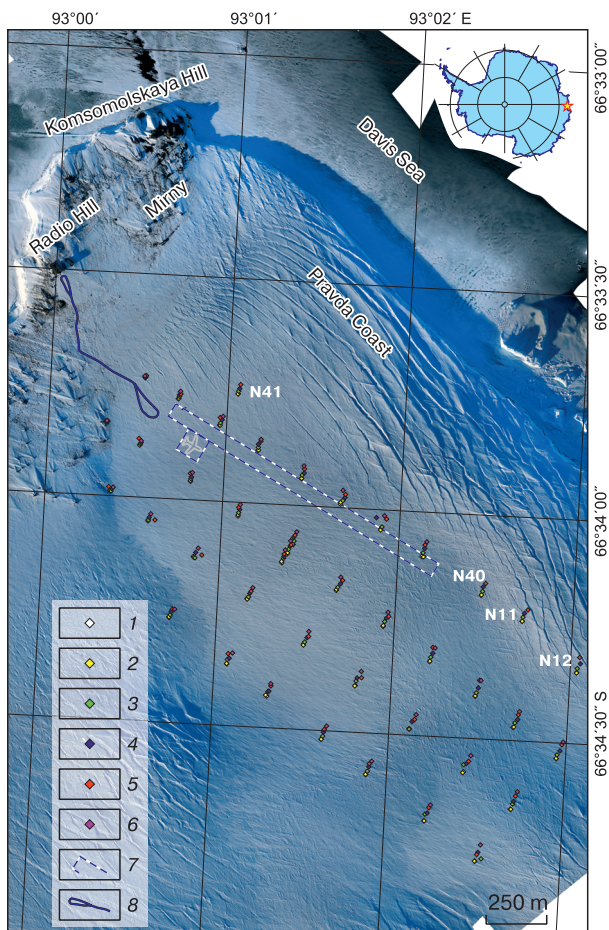 93°00′
93°01′
93°02′ E
66°33′00″
Komsomolskaya Hill
Davis Sea
Mirny
Radio Hill
Pravda Coast
66°33′30″
N41
66°34′00″
N40
N11
N12
66°34′30″ S
1
2
3
4
5
6
7
8
250 m